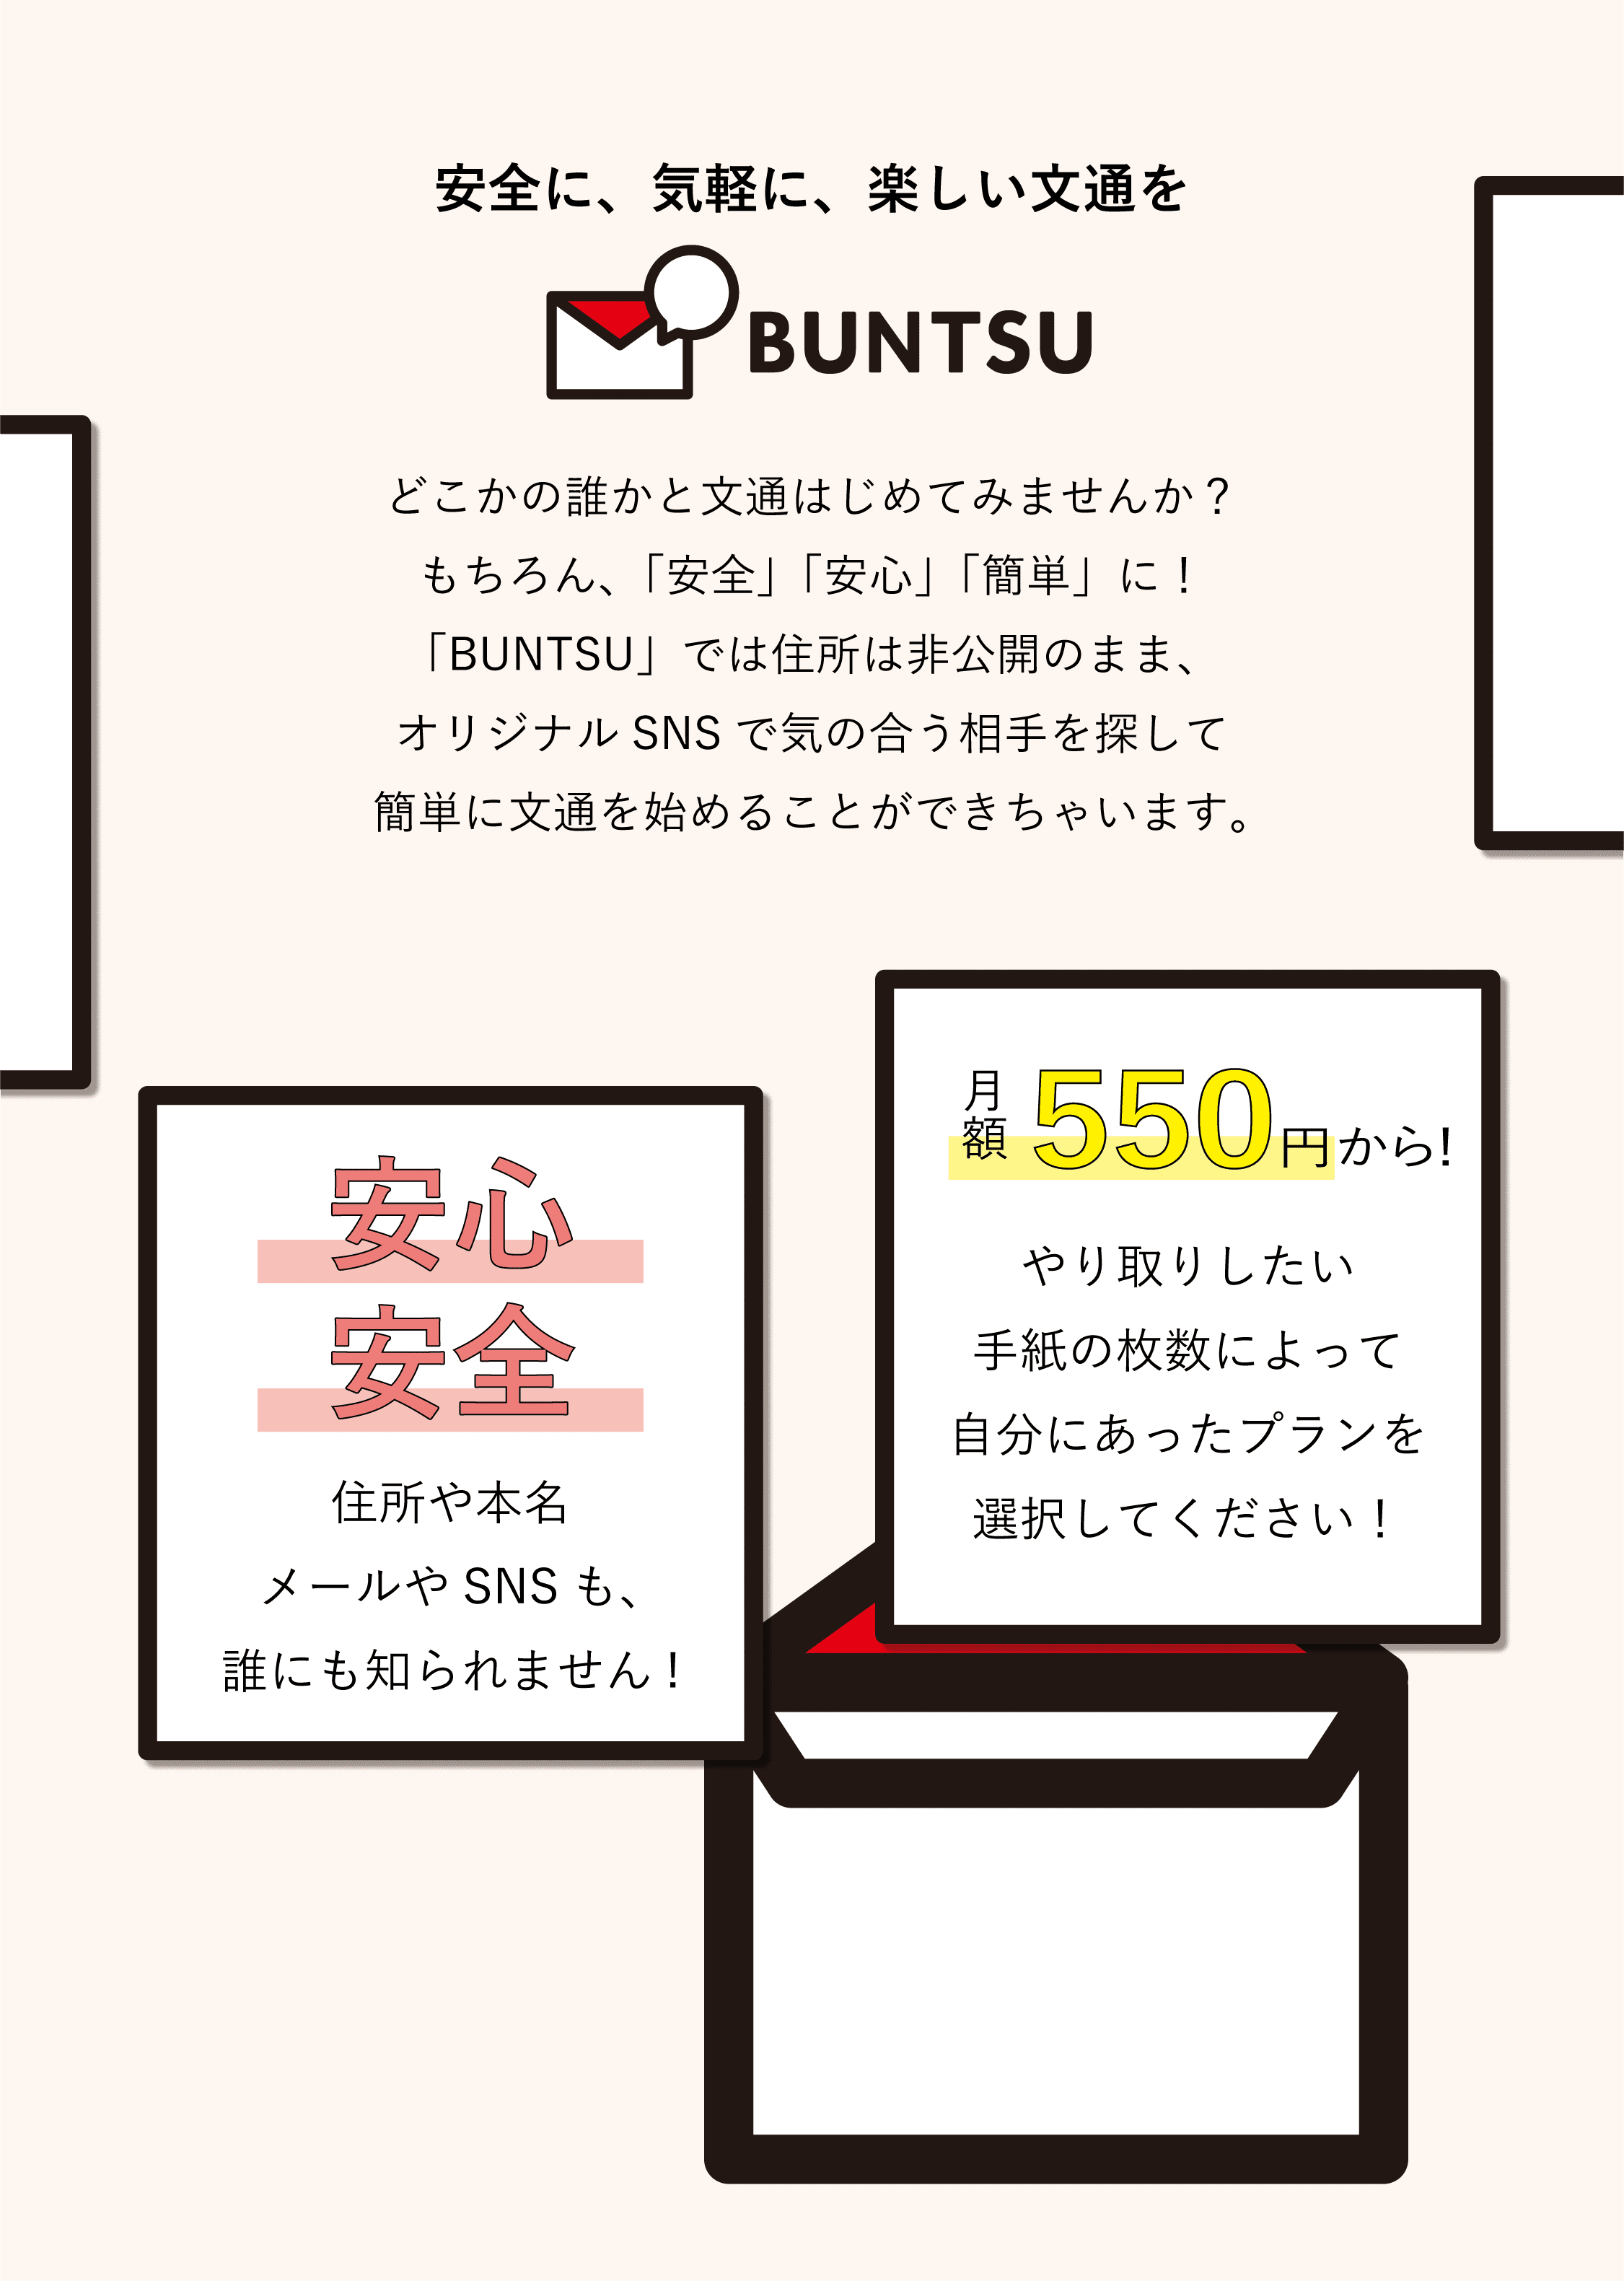 安全に、気軽に、楽しい文通を
BUNTSU
どこかの誰かと文通はじめてみませんか？
もちろん、「安全」「安心」「簡単」に！
「BUNTSU」では住所は非公開のまま、
オリジナル SNS で気の合う相手を探して
簡単に文通を始めることができちゃいます。
安心
安全
住所や本名
メールや SNS も、
誰にも知られません！
月額 550円から!
やり取りしたい
手紙の枚数によって
自分にあったプランを
選択してください！